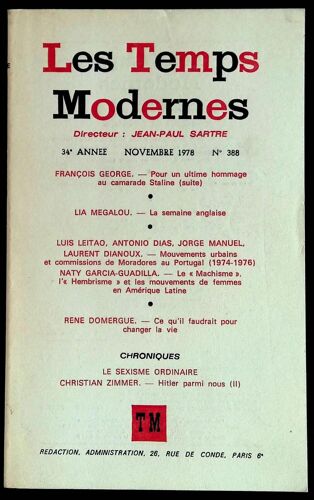 Les Temps
Modernes
Directeur : JEAN-PAUL SARTRE
34e ANNEE NOVEMBRE 1978 N° 388
FRANÇOIS GEORGE. — Pour un ultime hommage
au camarade Staline (suite)
LIA MEGALOU. — La semaine anglaise
LUIS LEITAO, ANTONIO DIAS, JORGE MANUEL,
LAURENT DIANOUX. — Mouvements urbains
et commissions de Moradores au Portugal (1974-1976)
NATY GARCIA-GUADILLA. — Le « Machisme »,
l'« Hembrisme » et les mouvements de femmes
en Amérique Latine
RENE DOMERGUE. — Ce qu'il faudrait pour
changer la vie
CHRONIQUES
LE SEXISME ORDINAIRE
CHRISTIAN ZIMMER. — Hitler parmi nous (II)
TM
REDACTION, ADMINISTRATION, 26, RUE DE CONDE, PARIS 6e